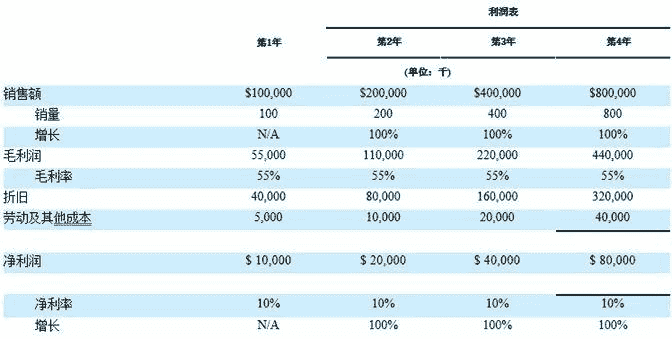 利润表
第1年 第2年 第3年 第4年
(单位：千)
销售额 $100,000 $200,000 $400,000 $800,000
销量 100 200 400 800
增长 N/A 100% 100% 100%
毛利润 55,000 110,000 220,000 440,000
毛利率 55% 55% 55% 55%
折旧 40,000 80,000 160,000 320,000
劳动及其他成本 5,000 10,000 20,000 40,000
净利润 $ 10,000 $ 20,000 $ 40,000 $ 80,000
净利率 10% 10% 10% 10%
增长 N/A 100% 100% 100%